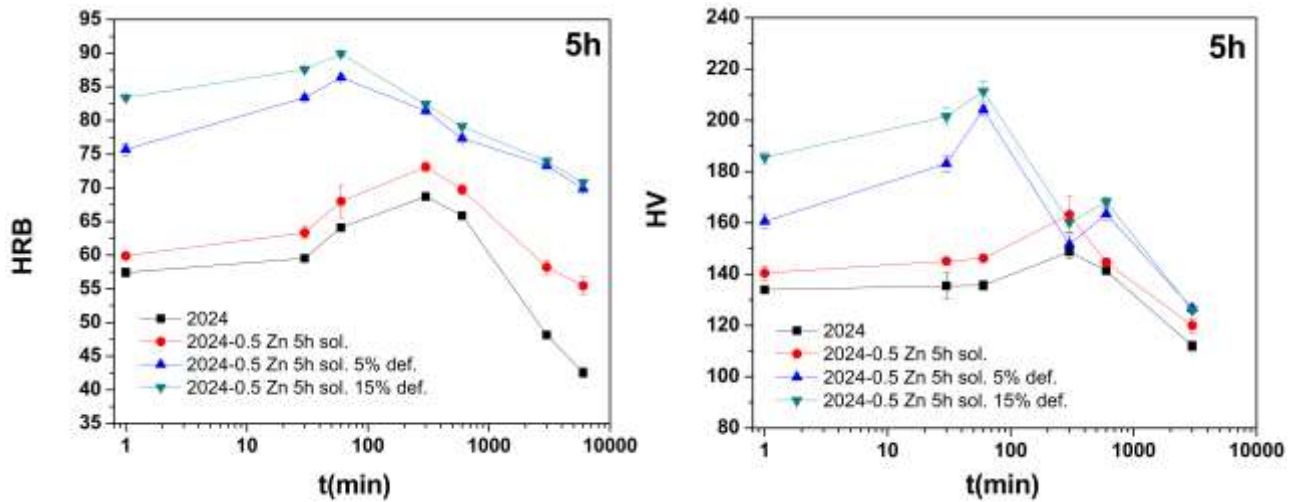 5h
95
90
85
80
75
70
65
60
55
50
45
40
35
HRB
2024
2024-0.5 Zn 5h sol.
2024-0.5 Zn 5h sol. 5% def.
2024-0.5 Zn 5h sol. 15% def.
1 10 100 1000 10000
t(min)
5h
240
220
200
180
160
140
120
100
80
HV
2024
2024-0.5 Zn 5h sol.
2024-0.5 Zn 5h sol. 5% def.
2024-0.5 Zn 5h sol. 15% def.
1 10 100 1000 10000
t(min)